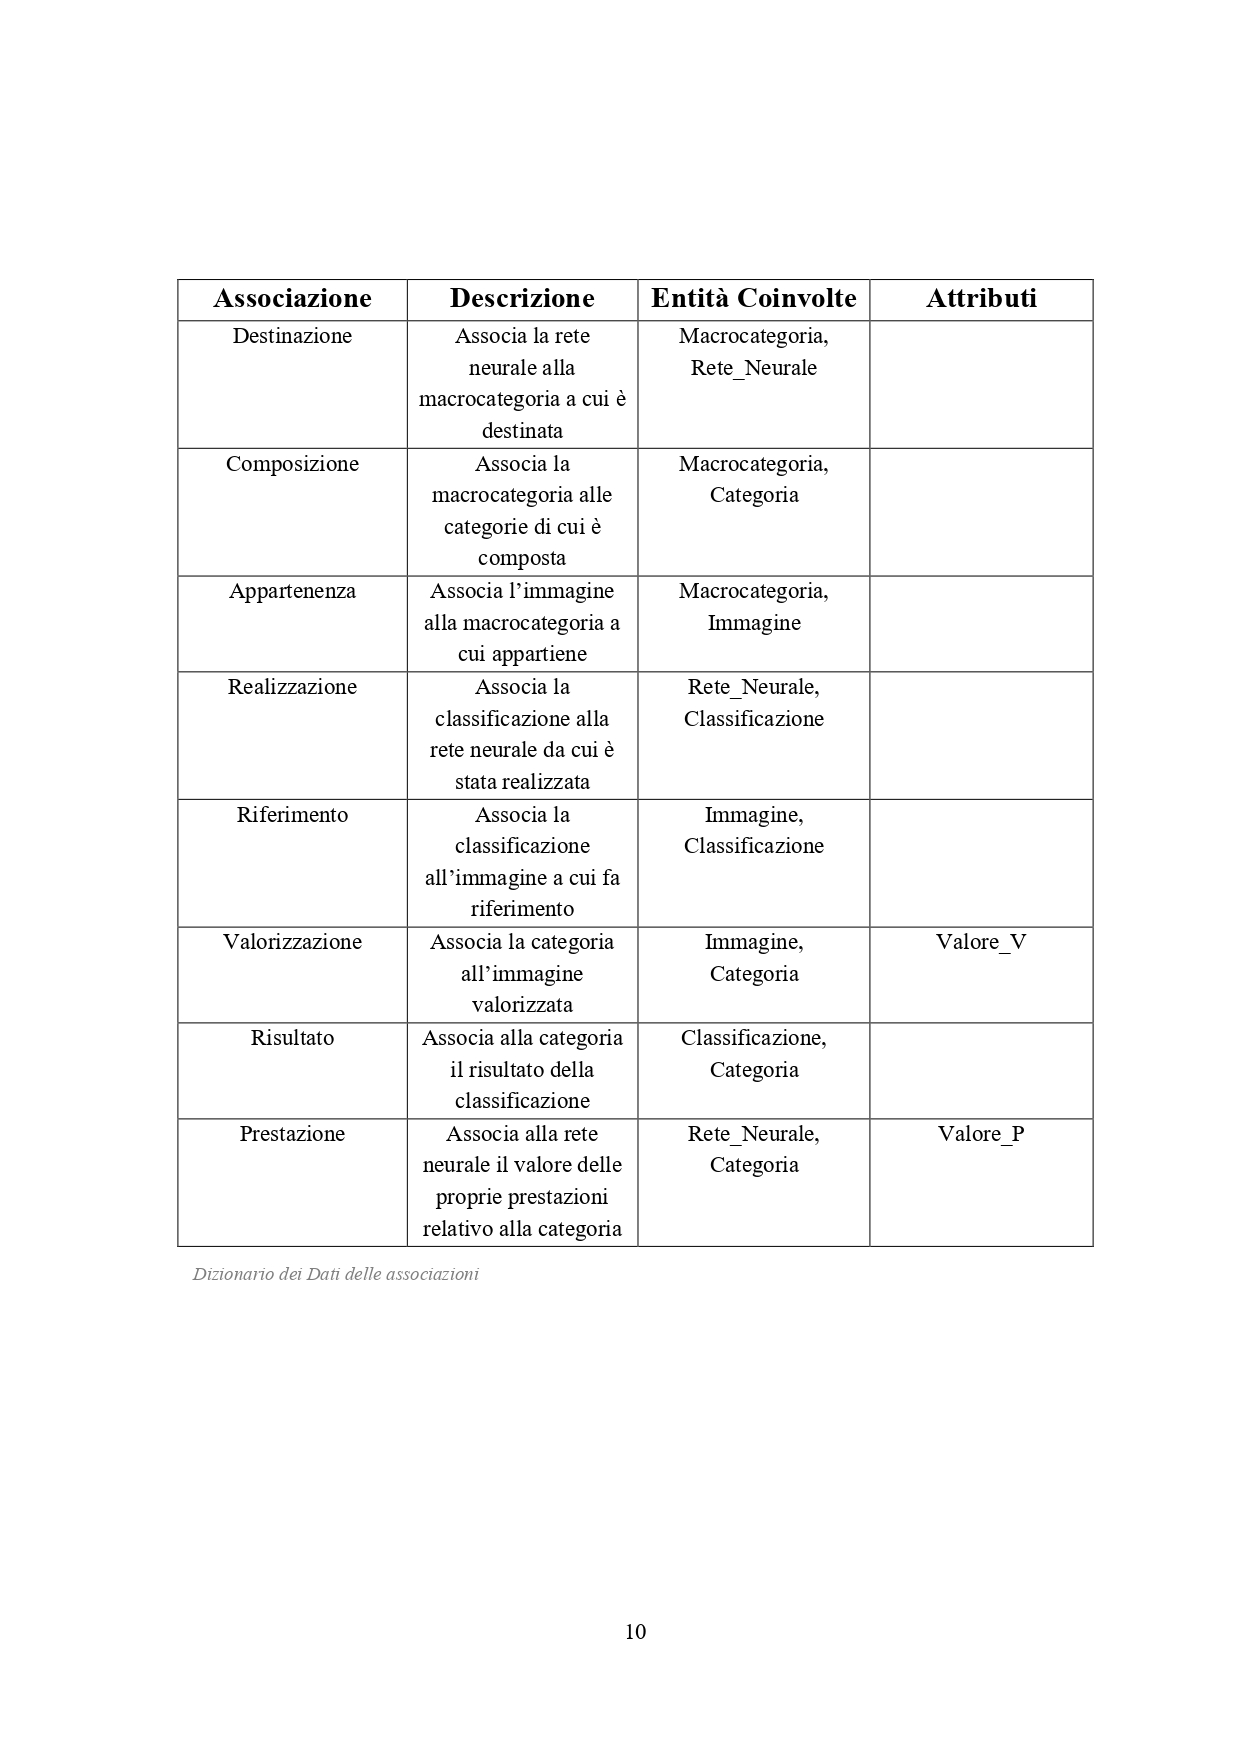 Associazione Descrizione Entità Coinvolte Attributi
Destinazione Associa la rete Macrocategoria,
neurale alla Rete_Neurale
macrocategoria a cui è
destinata
Composizione Associa la Macrocategoria,
macrocategoria alle Categoria
categorie di cui è
composta
Appartenenza Associa l’immagine Macrocategoria,
alla macrocategoria a Immagine
cui appartiene
Realizzazione Associa la Rete_Neurale,
classificazione alla Classificazione
rete neurale da cui è
stata realizzata
Riferimento Associa la Immagine,
classificazione Classificazione
all’immagine a cui fa
riferimento
Valorizzazione Associa la categoria Immagine, Valore_V
all’immagine Categoria
valorizzata
Risultato Associa alla categoria Classificazione,
il risultato della Categoria
classificazione
Prestazione Associa alla rete Rete_Neurale, Valore_P
neurale il valore delle Categoria
proprie prestazioni
relativo alla categoria
Dizionario dei Dati delle associazioni
10